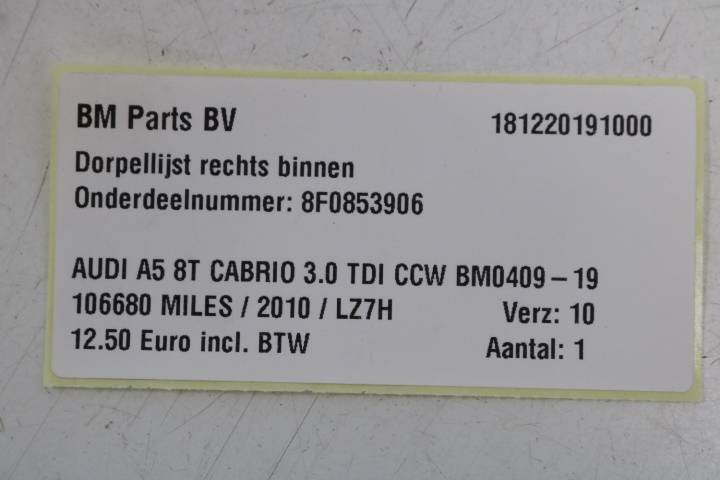 BM Parts BV 181220191000
Dorpellijst rechts binnen
Onderdeelnummer: 8F0853906
AUDI A5 8T CABRIO 3.0 TDI CCW BM0409 – 19
106680 MILES / 2010 / LZ7H Verz: 10
12.50 Euro incl. BTW Aantal: 1